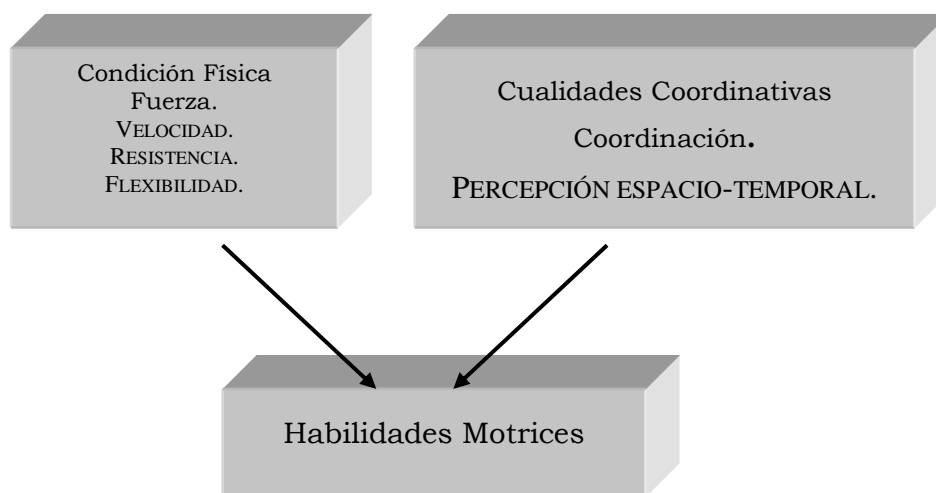 Condición Física
Fuerza.
VELOCIDAD.
RESISTENCIA.
FLEXIBILIDAD.
Cualidades Coordinativas
Coordinación.
PERCEPCIÓN ESPACIO-TEMPORAL.
Habilidades Motrices